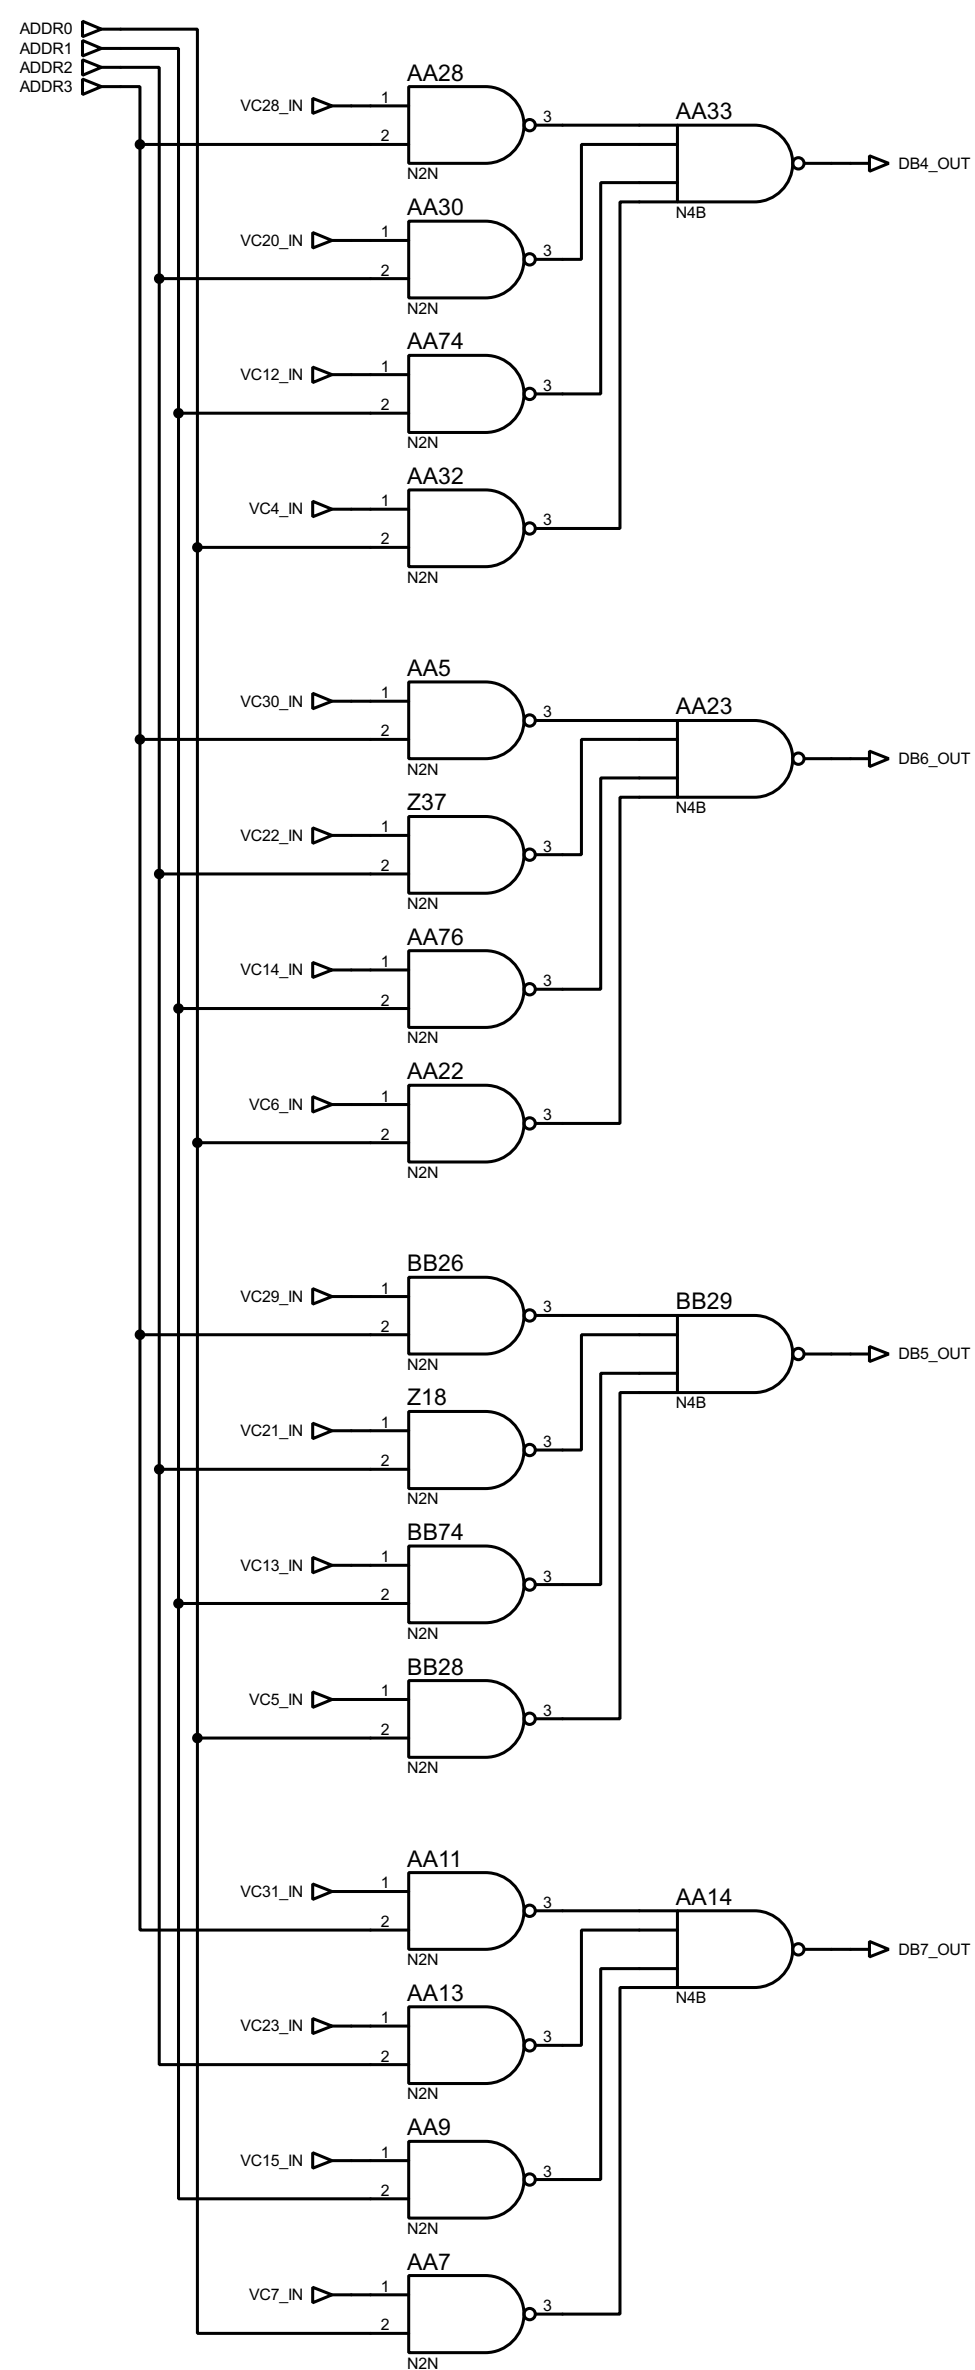 ADDR0
ADDR1
ADDR2
ADDR3
AA28
VC28_IN 1
3
2
N2N
AA33
N4B
DB4_OUT
AA30
VC20_IN 1
3
2
N2N
AA74
VC12_IN 1
3
2
N2N
AA32
VC4_IN 1
3
2
N2N
AA5
VC30_IN 1
3
2
N2N
AA23
N4B
DB6_OUT
Z37
VC22_IN 1
3
2
N2N
AA76
VC14_IN 1
3
2
N2N
AA22
VC6_IN 1
3
2
N2N
BB26
VC29_IN 1
3
2
N2N
BB29
N4B
DB5_OUT
Z18
VC21_IN 1
3
2
N2N
BB74
VC13_IN 1
3
2
N2N
BB28
VC5_IN 1
3
2
N2N
AA11
VC31_IN 1
3
2
N2N
AA14
N4B
DB7_OUT
AA13
VC23_IN 1
3
2
N2N
AA9
VC15_IN 1
3
2
N2N
AA7
VC7_IN 1
3
2
N2N